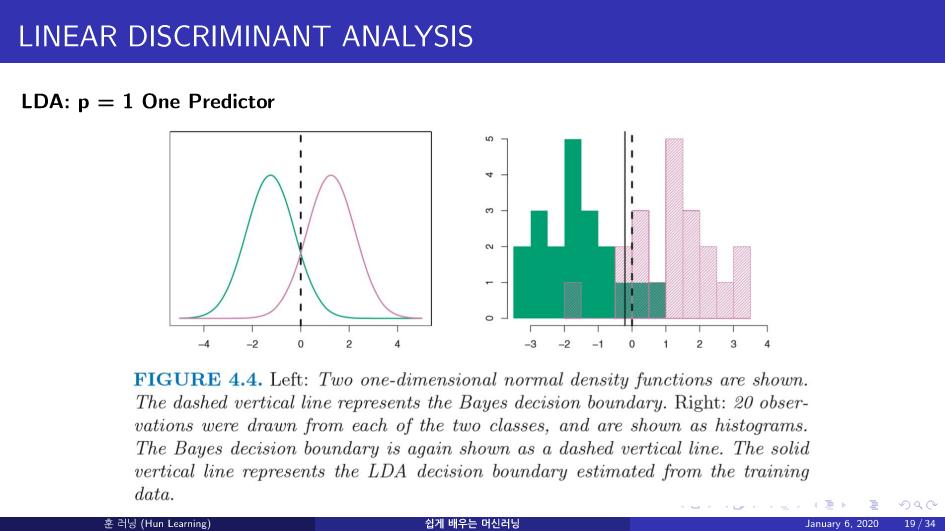 LINEAR DISCRIMINANT ANALYSIS
LDA: p = 1 One Predictor
−4 −2 0 2 4
5
4
3
2
1
0
−3 −2 −1 0 1 2 3 4
FIGURE 4.4. Left: Two one-dimensional normal density functions are shown.
The dashed vertical line represents the Bayes decision boundary. Right: 20 obser-
vations were drawn from each of the two classes, and are shown as histograms.
The Bayes decision boundary is again shown as a dashed vertical line. The solid
vertical line represents the LDA decision boundary estimated from the training
data.
훈 러닝 (Hun Learning) 쉽게 배우는 머신러닝 January 6, 2020 19 / 34